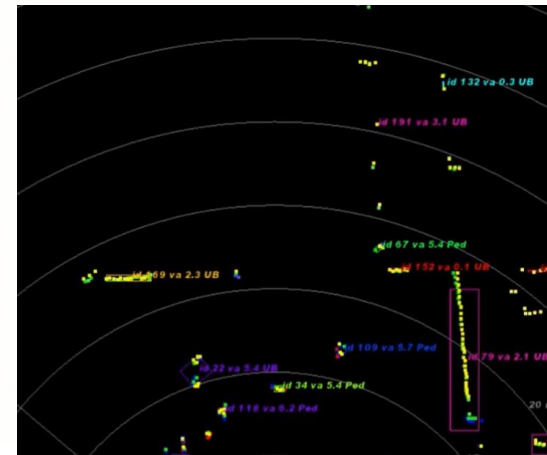 id 132 va 0.3 UB
id 191 va 3.1 UB
id 67 va 5.4 Ped
id 152 va 0.1 UB
va 2.3 UB
id 109 va 5.7 Ped
id 79 va 2.1 UB
id 22 va 5.4 UB
id 34 va 5.4 Ped
id 118 va 6.2 Ped
20